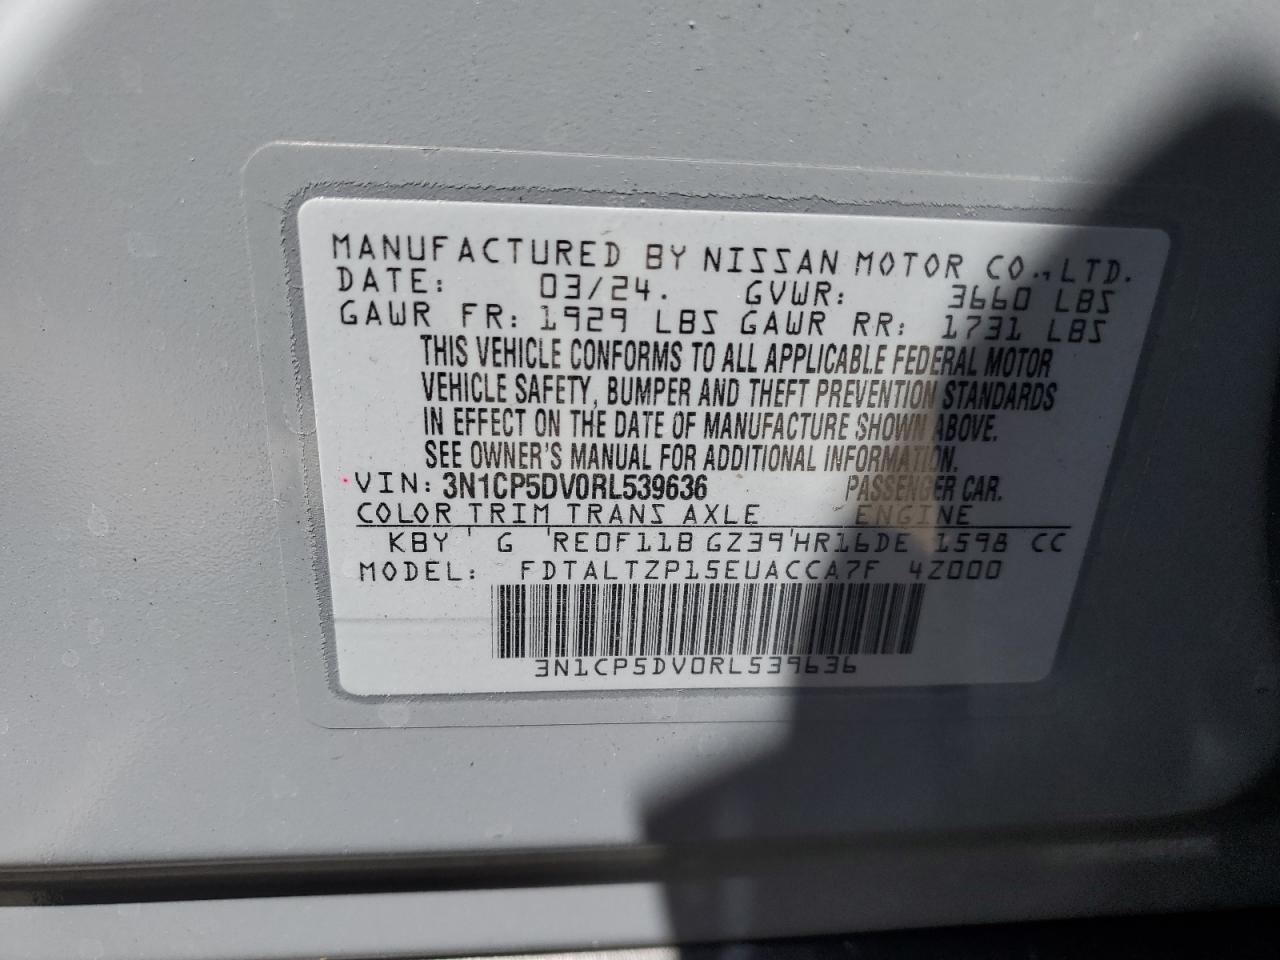 MANUFACTURED BY NISSAN MOTOR CO., LTD.
DATE: 03/24. GVWR: 3660 LBS
GAWR FR: 1929 LBS GAWR RR: 1731 LBS
THIS VEHICLE CONFORMS TO ALL APPLICABLE FEDERAL MOTOR
VEHICLE SAFETY, BUMPER AND THEFT PREVENTION STANDARDS
IN EFFECT ON THE DATE OF MANUFACTURE SHOWN ABOVE.
SEE OWNER'S MANUAL FOR ADDITIONAL INFORMATION.
VIN: 3N1CP5DV0RL539636 PASSENGER CAR.
COLOR TRIM TRANS AXLE ENGINE
KBY ' G 'RE0F11B GZ39'HR16DE 1598 CC
MODEL: FDTALTZP15EUACCA7F 4Z000
3N1CP5DV0RL539636